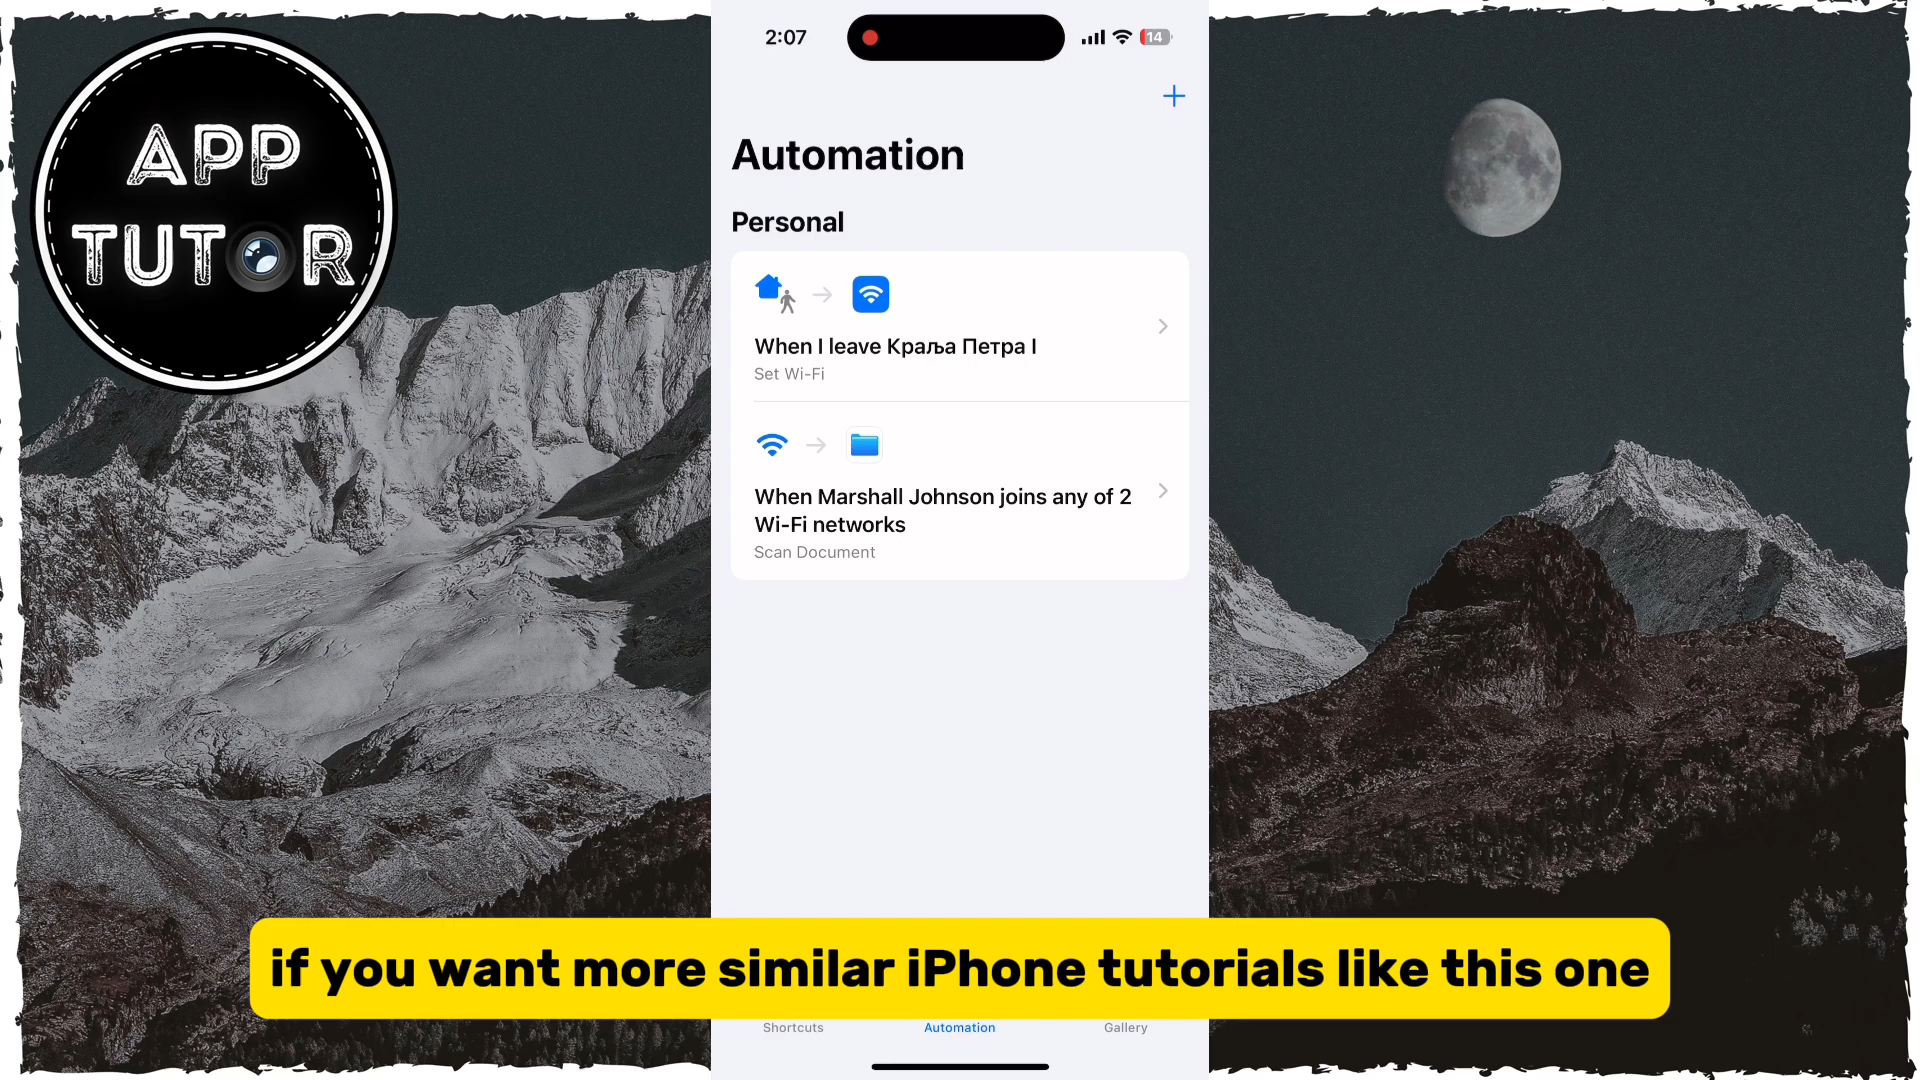 APP
TUTOR
2:07
14
Automation
Personal
When I leave Краља Петра I
Set Wi-Fi
When Marshall Johnson joins any of 2
Wi-Fi networks
Scan Document
if you want more similar iPhone tutorials like this one
Shortcuts
Automation
Gallery